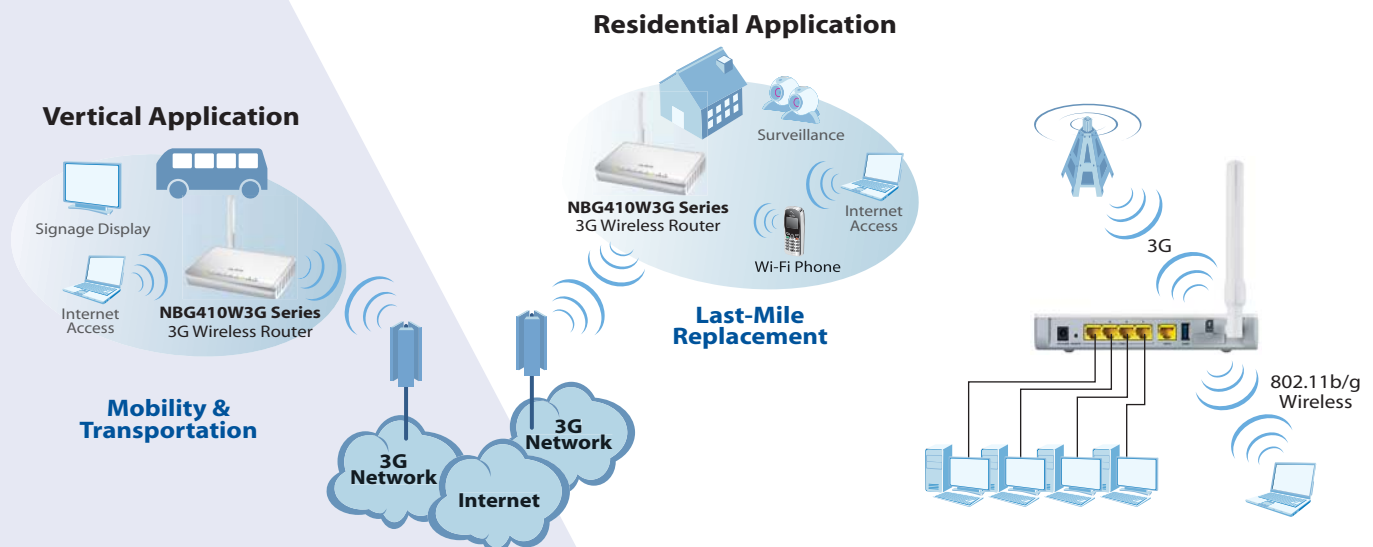 Residential Application
Vertical Application
Signage Display
Internet
Access
NBG410W3G Series
3G Wireless Router
Mobility &
Transportation
Surveillance
NBG410W3G Series
3G Wireless Router
Internet
Access
Wi-Fi Phone
Last-Mile
Replacement
3G
Network
3G
Network
Internet
3G
802.11b/g
Wireless